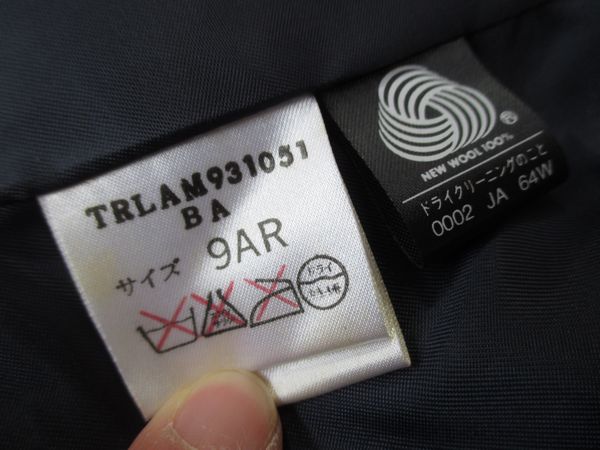 TRLAM931051
BA
サイズ 9AR
ドライ
NEW WOOL 100%
ドライクリーニングのこと
0002 JA 64W